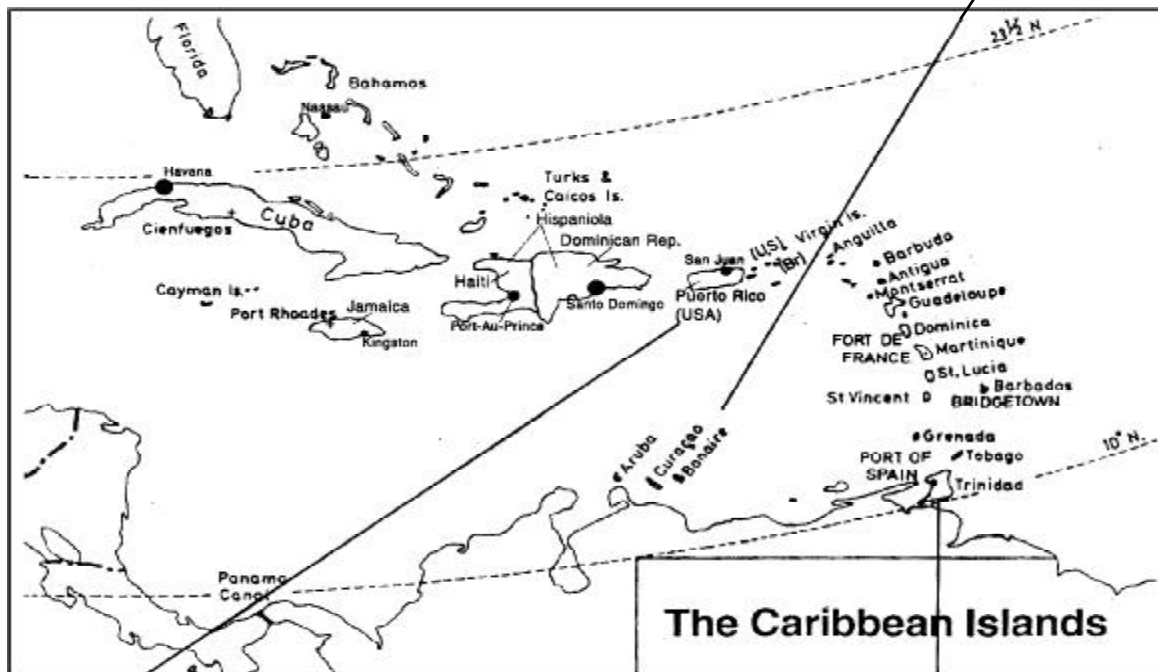 Florida
23½ N
Bahamas
Nassau
Havana
Cuba
Cienfuegos
Turks &
Caicos Is.
Hispaniola
Dominican Rep.
Haiti
Santo Domingo
Port-Au-Prince
Cayman Is.
Port Rhoades
Jamaica
Kingston
San Juan
Puerto Rico
(USA)
(US) Virgin Is.
(Br)
Anguilla
Barbuda
Antigua
Montserrat
Guadeloupe
Dominica
FORT DE
FRANCE
Martinique
St. Lucia
St Vincent
Barbados
BRIDGETOWN
Grenada
Tobago
PORT OF
SPAIN
Trinidad
10° N.
Aruba
Curaçao
Bonaire
Panama
Canal
The Caribbean Islands